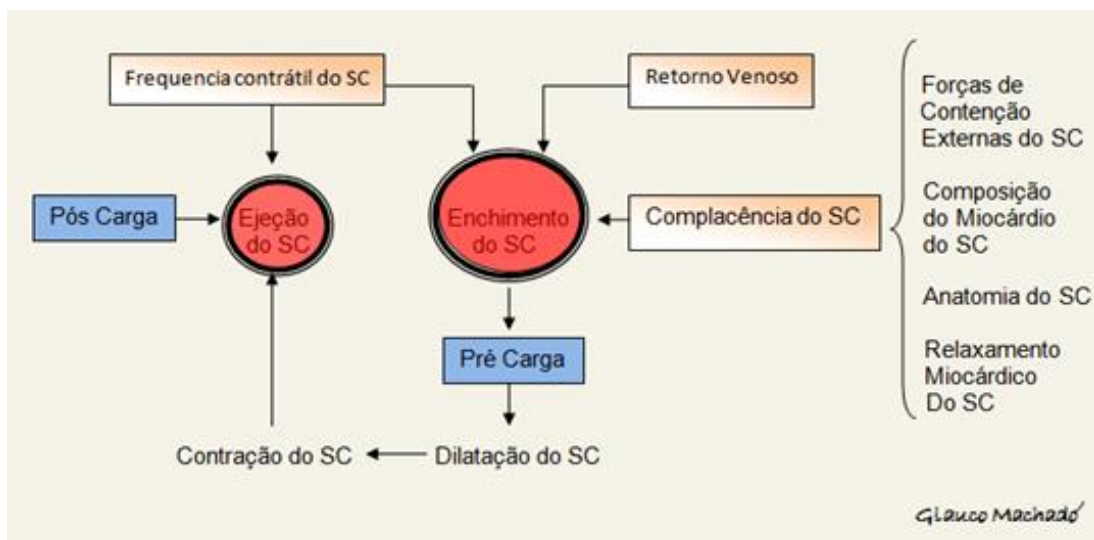 Frequencia contrátil do SC
Retorno Venoso
Pós Carga
Ejeção
do SC
Enchimento
do SC
Complacência do SC
Forças de
Contenção
Externas do SC
Composição
do Miocárdio
do SC
Anatomia do SC
Relaxamento
Miocárdico
Do SC
Pré Carga
Contração do SC
Dilatação do SC
Glauco Machado